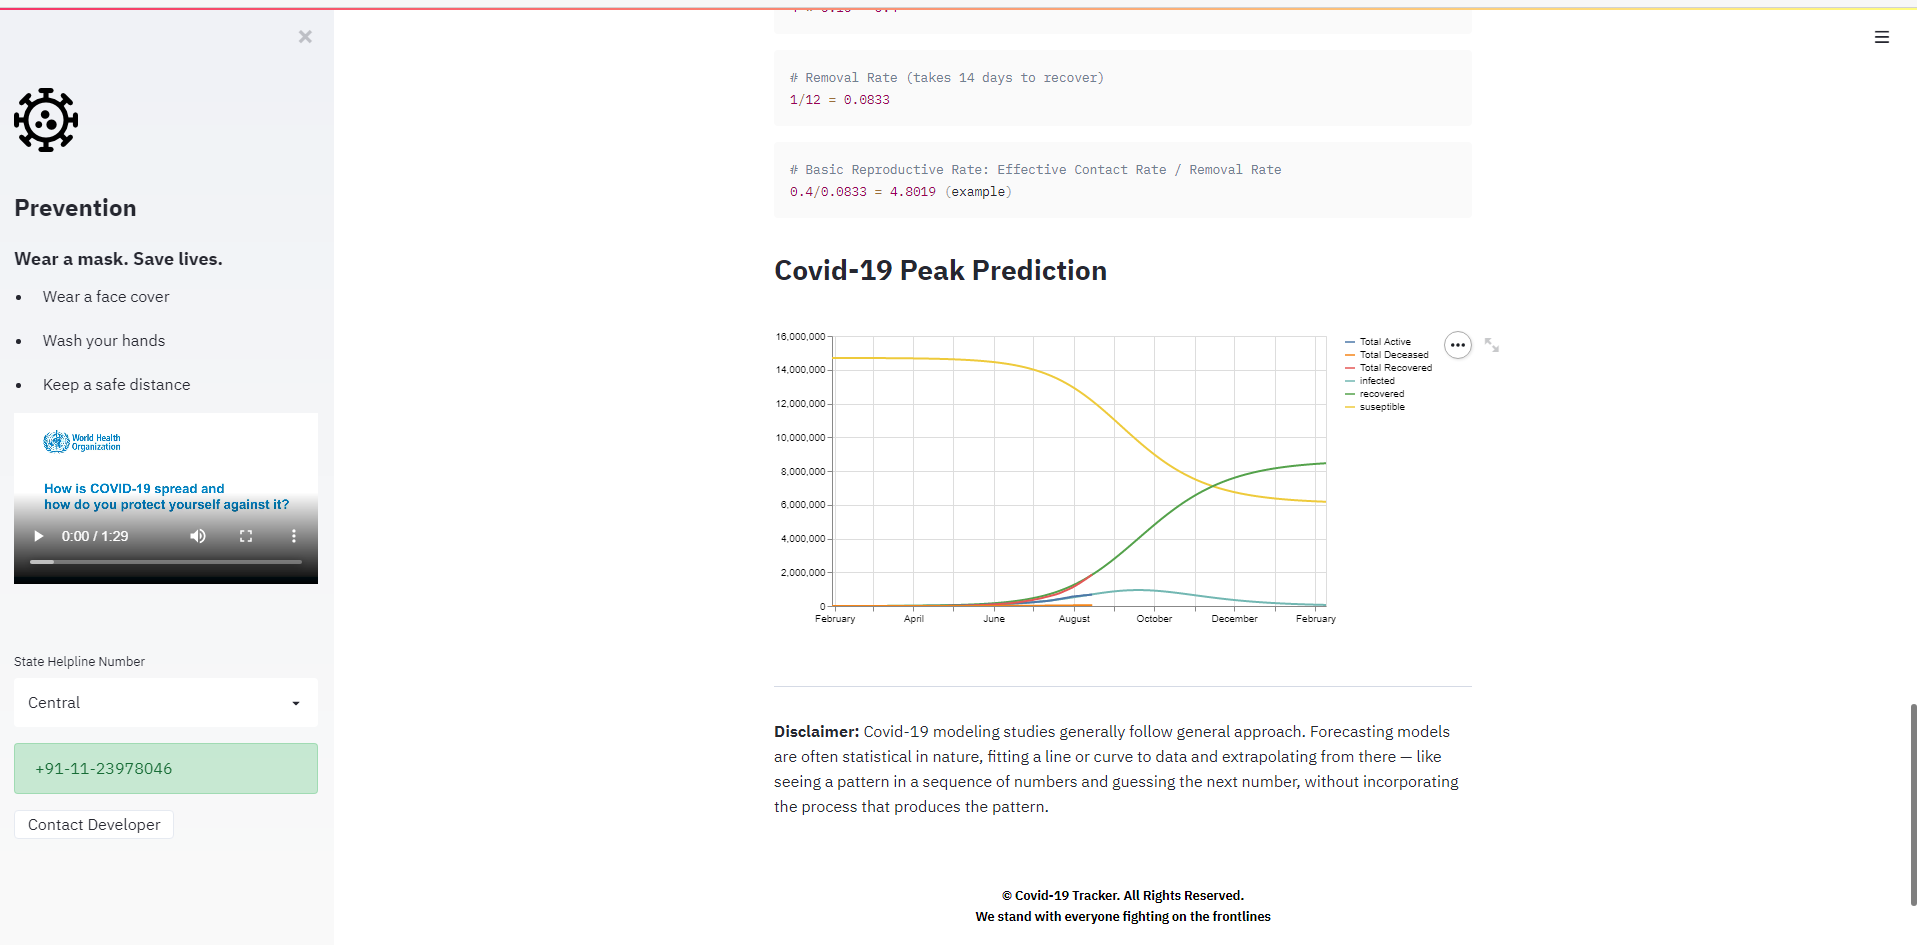 Prevention
Wear a mask. Save lives.
• Wear a face cover
• Wash your hands
• Keep a safe distance
World Health
Organization
How is COVID-19 spread and
how do you protect yourself against it?
0:00 / 1:29
State Helpline Number
Central
+91-11-23978046
Contact Developer
# Removal Rate (takes 14 days to recover)
1/12 = 0.0833
# Basic Reproductive Rate: Effective Contact Rate / Removal Rate
0.4/0.0833 = 4.8019 (example)
Covid-19 Peak Prediction
16,000,000
14,000,000
12,000,000
10,000,000
8,000,000
6,000,000
4,000,000
2,000,000
0
February April June August October December February
Total Active
Total Deceased
Total Recovered
infected
recovered
suseptible
Disclaimer: Covid-19 modeling studies generally follow general approach. Forecasting models
are often statistical in nature, fitting a line or curve to data and extrapolating from there — like
seeing a pattern in a sequence of numbers and guessing the next number, without incorporating
the process that produces the pattern.
© Covid-19 Tracker. All Rights Reserved.
We stand with everyone fighting on the frontlines